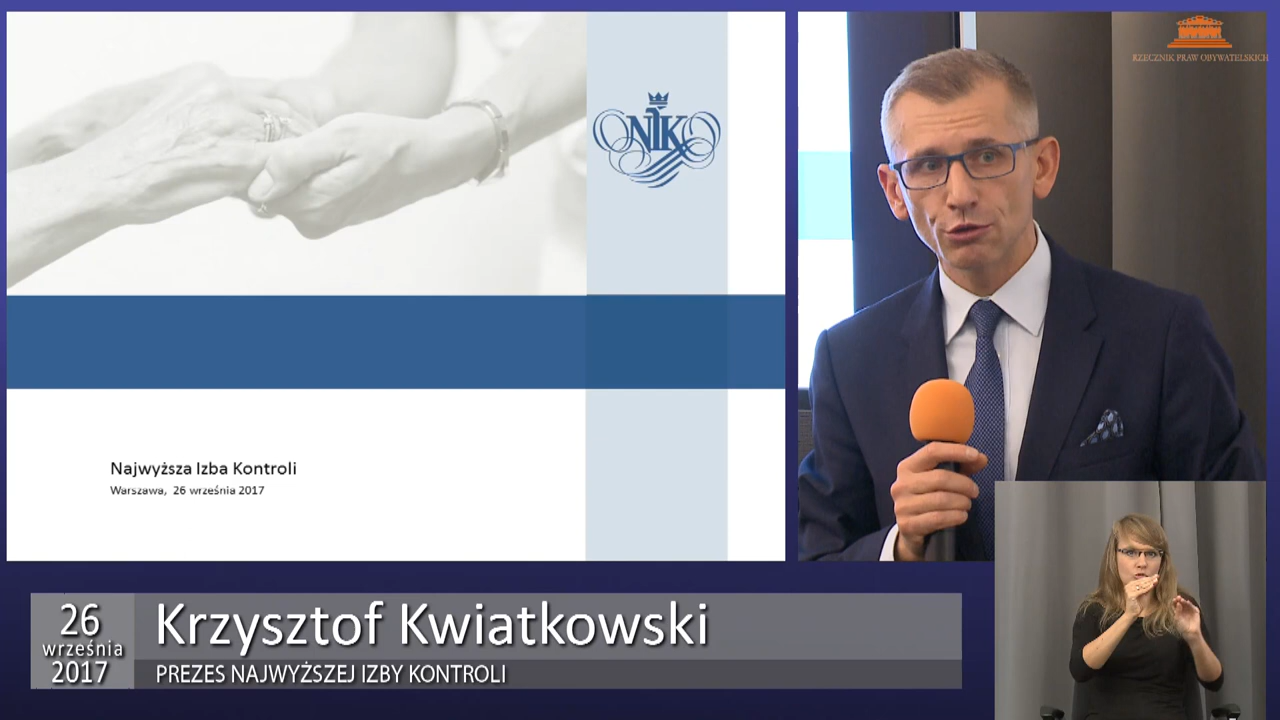 NIK
RZECZNIK PRAW OBYWATELSKICH
Najwyższa Izba Kontroli
Warszawa, 26 września 2017
26
września
2017
Krzysztof Kwiatkowski
PREZES NAJWYŻSZEJ IZBY KONTROLI